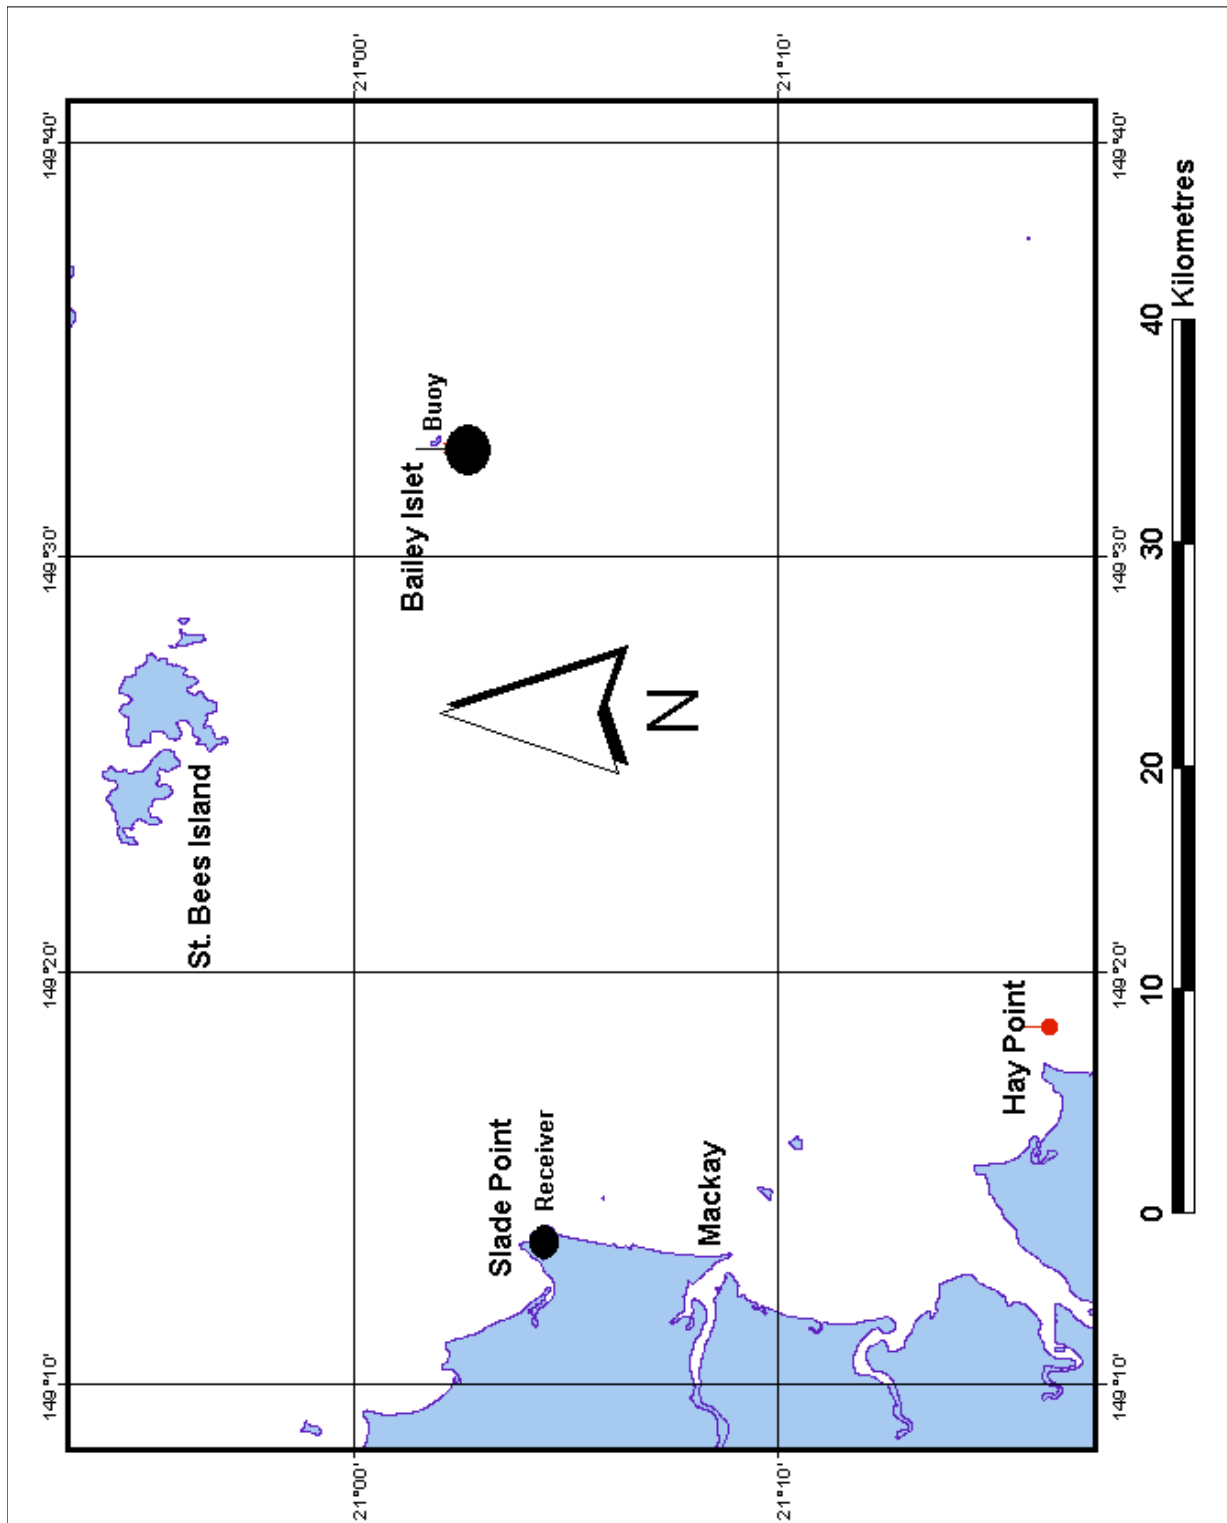 149°10'
149°20'
149°30'
149°40'
21°00'
21°00'
21°10'
21°10'
St. Bees Island
Bailey Islet
Buoy
Slade Point
Receiver
N
Mackay
Hay Point
149°10'
149°20'
149°30'
149°40'
0
10
20
30
40
Kilometres